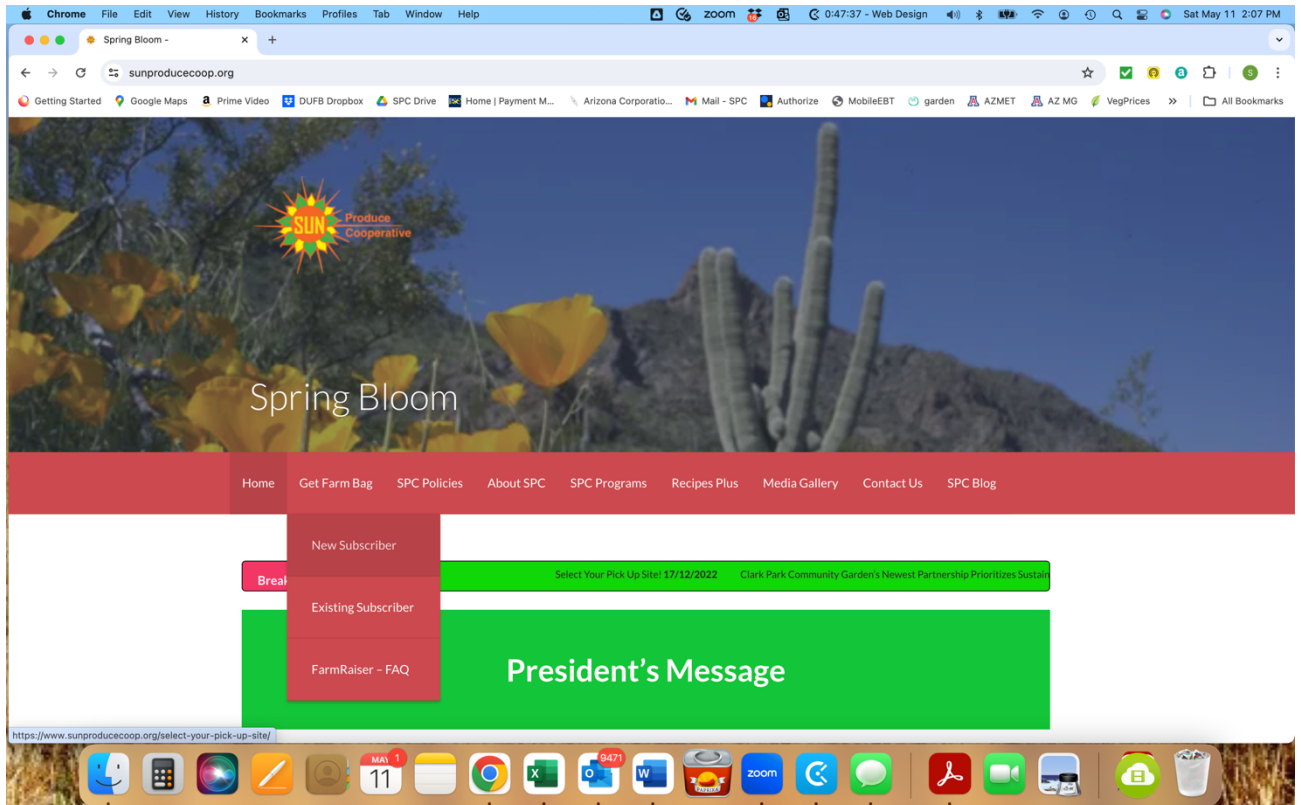 Chrome File Edit View History Bookmarks Profiles Tab Window Help zoom 16 0:47:37 - Web Design Sat May 11 2:07 PM
Spring Bloom -
sunproducecoop.org
Getting Started Google Maps Prime Video DUFB Dropbox SPC Drive Home | Payment M... Arizona Corporatio... Mail - SPC Authorize MobileEBT garden AZMET AZ MG VegPrices All Bookmarks
SUN Produce
Cooperative
Spring Bloom
Home Get Farm Bag SPC Policies About SPC SPC Programs Recipes Plus Media Gallery Contact Us SPC Blog
New Subscriber
Break Select Your Pick Up Site! 17/12/2022 Clark Park Community Garden's Newest Partnership Prioritizes Sustain
Existing Subscriber
FarmRaiser – FAQ
President's Message
https://www.sunproducecoop.org/select-your-pick-up-site/
MAY 1
11
9471
zoom
PAPRIKA